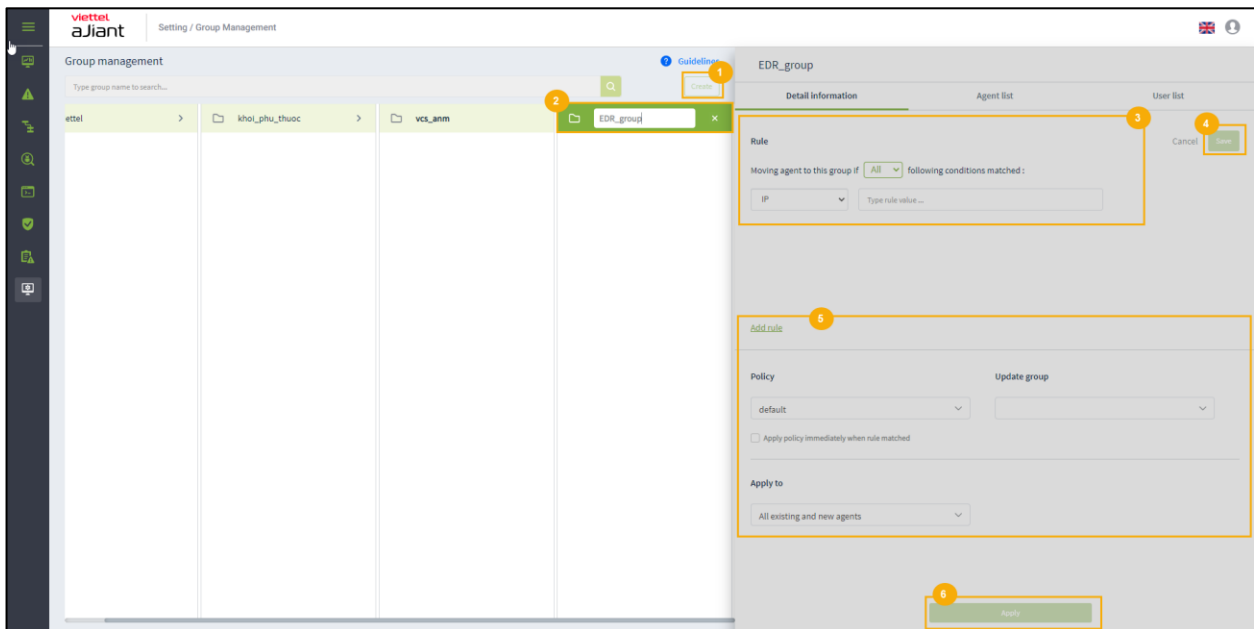 viettel
aJiant
Setting / Group Management
Group management
? Guidelines
Type group name to search...
1
Create
2
ettel >
khoi_phu_thuoc >
vcs_anm
EDR_group ×
EDR_group
Detail information
Agent list
User list
3
4
Rule
Cancel
Save
Moving agent to this group if All following conditions matched :
IP
Type rule value ...
5
Add rule
Policy
Update group
default
Apply policy immediately when rule matched
Apply to
All existing and new agents
6
Apply